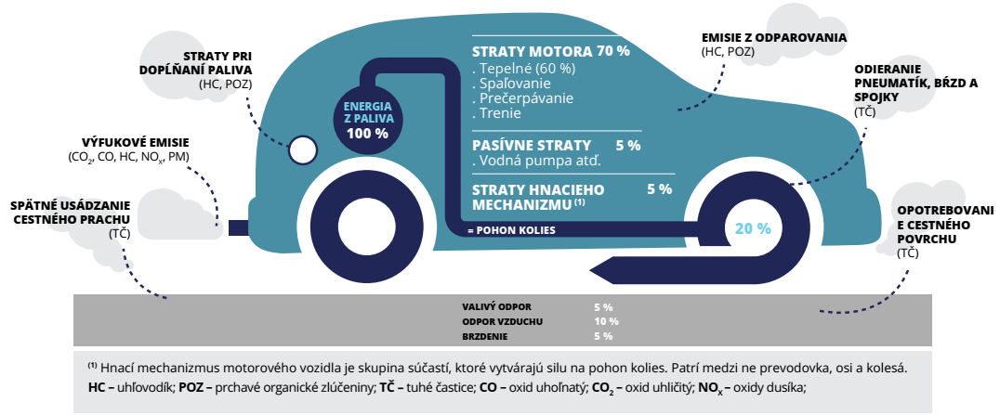 STRATY PRI
DOPĹŇANÍ PALIVA
(HC, POZ)
VÝFUKOVÉ EMISIE
(CO2, CO, HC, NOx, PM)
SPÄTNÉ USÁDZANIE
CESTNÉHO PRACHU
(TČ)
ENERGIA
Z PALIVA
100 %
STRATY MOTORA 70 %
. Tepelné (60 %)
. Spaľovanie
. Prečerpávanie
. Trenie
PASÍVNE STRATY 5 %
. Vodná pumpa atď.
STRATY HNACIEHO 5 %
MECHANIZMU (1)
= POHON KOLIES
20 %
EMISIE Z ODPAROVANIA
(HC, POZ)
ODIERANIE
PNEUMATÍK, BŔZD A
SPOJKY
(TČ)
OPOTREBOVANI
E CESTNÉHO
POVRCHU
(TČ)
VALIVÝ ODPOR 5 %
ODPOR VZDUCHU 10 %
BRZDENIE 5 %
(1) Hnací mechanizmus motorového vozidla je skupina súčastí, ktoré vytvárajú silu na pohon kolies. Patrí medzi ne prevodovka, osi a kolesá.
HC – uhľovodík; POZ – prchavé organické zlúčeniny; TČ – tuhé častice; CO – oxid uhoľnatý; CO2 – oxid uhličitý; NOx – oxidy dusíka;